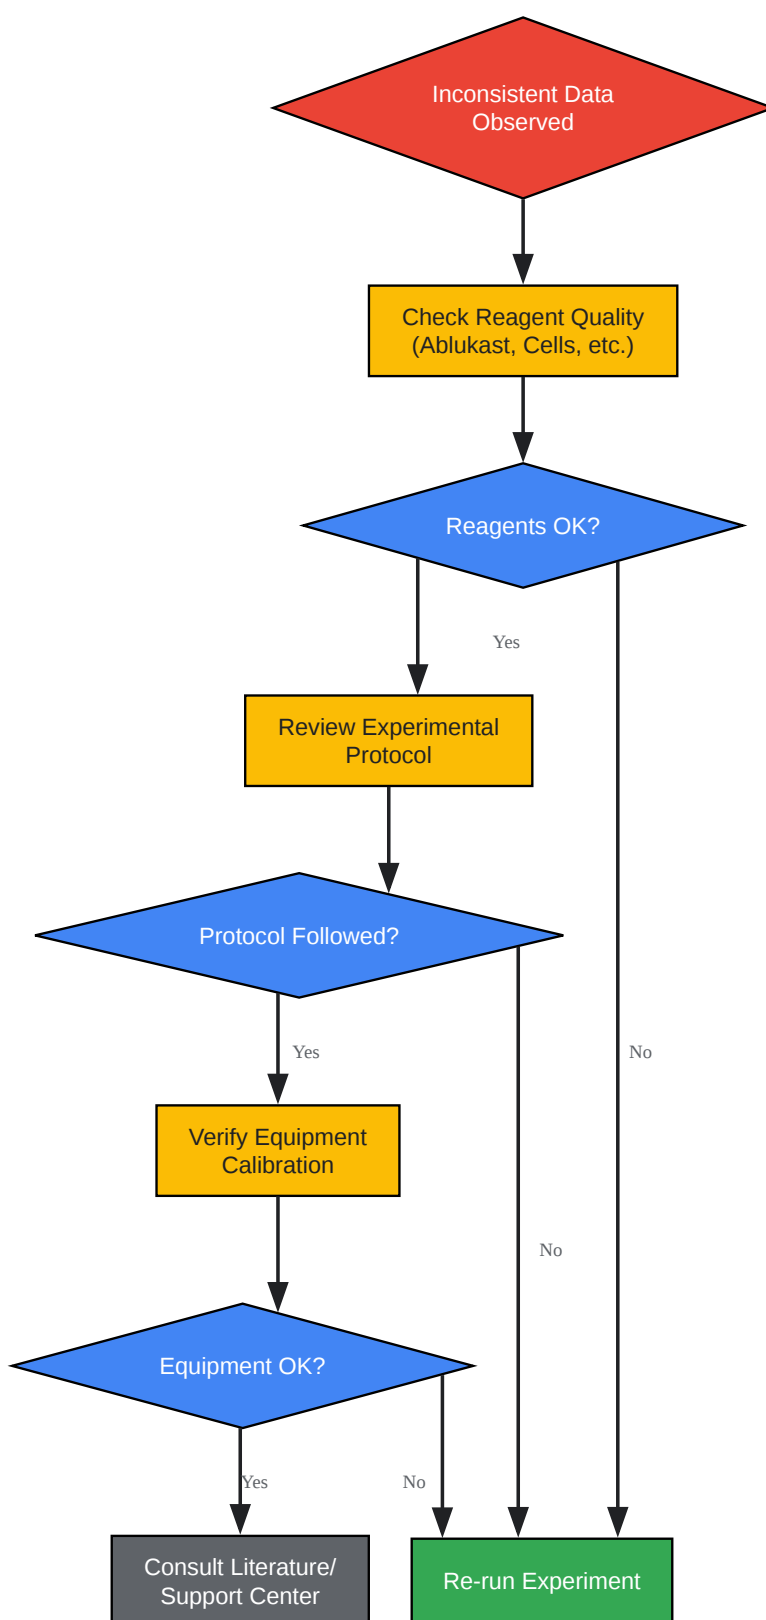 Inconsistent Data
Observed
Check Reagent Quality
(Ablukast, Cells, etc.)
Reagents OK?
Yes
Review Experimental
Protocol
Protocol Followed?
Yes
No
Verify Equipment
Calibration
No
Equipment OK?
Yes
No
Consult Literature/
Support Center
Re-run Experiment